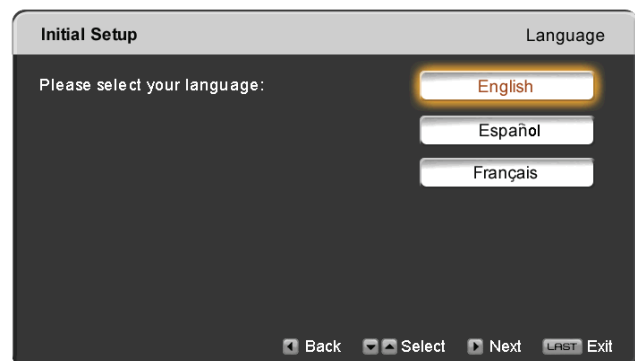 Initial Setup Language
Please select your language:
English
Español
Français
Back Select Next LAST Exit